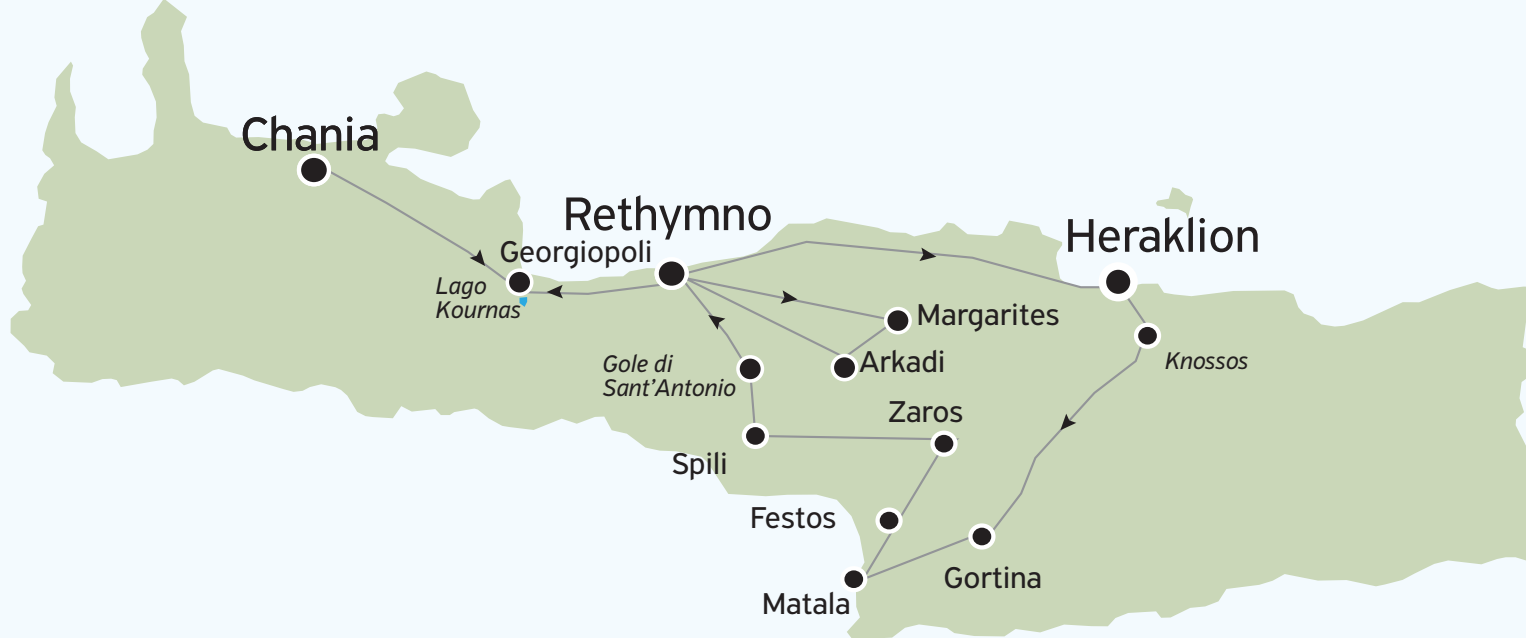 Chania
Rethymno
Heraklion
Georgiopoli
Lago
Kournas
Margarites
Knossos
Gole di
Sant'Antonio
Arkadi
Zaros
Spili
Festos
Gortina
Matala